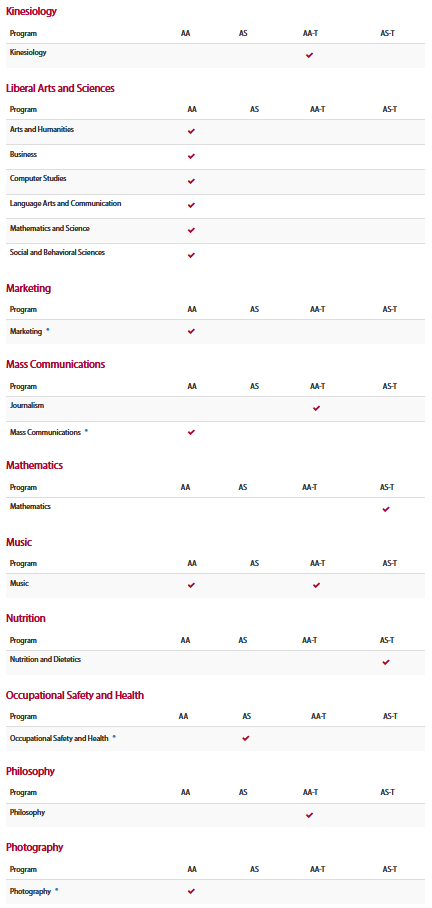 Kinesiology
Program AA AS AA-T AS-T
Kinesiology ✓
Liberal Arts and Sciences
Program AA AS AA-T AS-T
Arts and Humanities ✓
Business ✓
Computer Studies ✓
Language Arts and Communication ✓
Mathematics and Science ✓
Social and Behavioral Sciences ✓
Marketing
Program AA AS AA-T AS-T
Marketing * ✓
Mass Communications
Program AA AS AA-T AS-T
Journalism ✓
Mass Communications * ✓
Mathematics
Program AA AS AA-T AS-T
Mathematics ✓
Music
Program AA AS AA-T AS-T
Music ✓ ✓
Nutrition
Program AA AS AA-T AS-T
Nutrition and Dietetics ✓
Occupational Safety and Health
Program AA AS AA-T AS-T
Occupational Safety and Health * ✓
Philosophy
Program AA AS AA-T AS-T
Philosophy ✓
Photography
Program AA AS AA-T AS-T
Photography * ✓